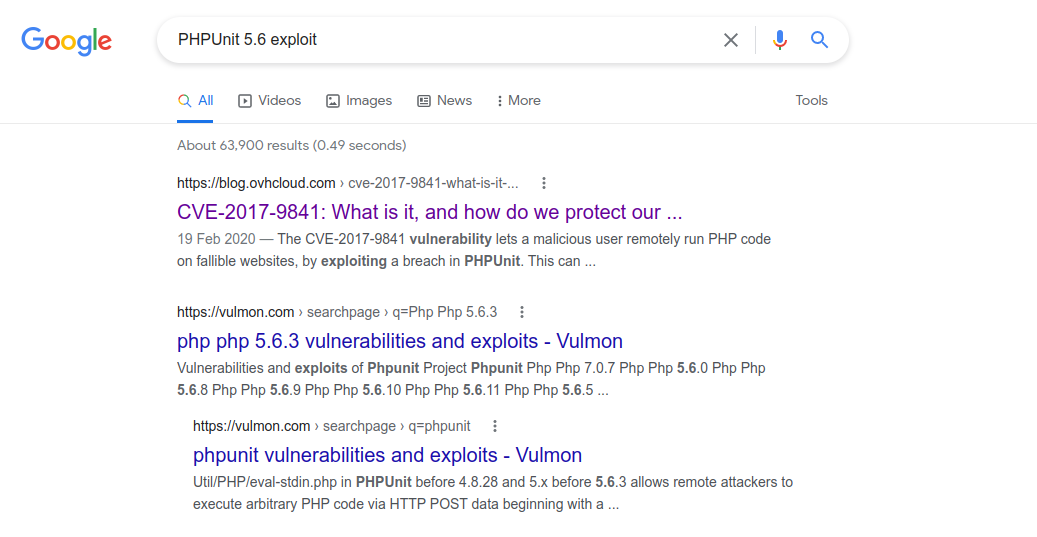 Google
PHPUnit 5.6 exploit
All Videos Images News More Tools
About 63,900 results (0.49 seconds)
https://blog.ovhcloud.com › cve-2017-9841-what-is-it-...
CVE-2017-9841: What is it, and how do we protect our ...
19 Feb 2020 — The CVE-2017-9841 vulnerability lets a malicious user remotely run PHP code
on fallible websites, by exploiting a breach in PHPUnit. This can ...
https://vulmon.com › searchpage › q=Php Php 5.6.3
php php 5.6.3 vulnerabilities and exploits - Vulmon
Vulnerabilities and exploits of Phpunit Project Phpunit Php Php 7.0.7 Php Php 5.6.0 Php Php
5.6.8 Php Php 5.6.9 Php Php 5.6.10 Php Php 5.6.11 Php Php 5.6.5 ...
https://vulmon.com › searchpage › q=phpunit
phpunit vulnerabilities and exploits - Vulmon
Util/PHP/eval-stdin.php in PHPUnit before 4.8.28 and 5.x before 5.6.3 allows remote attackers to
execute arbitrary PHP code via HTTP POST data beginning with a ...